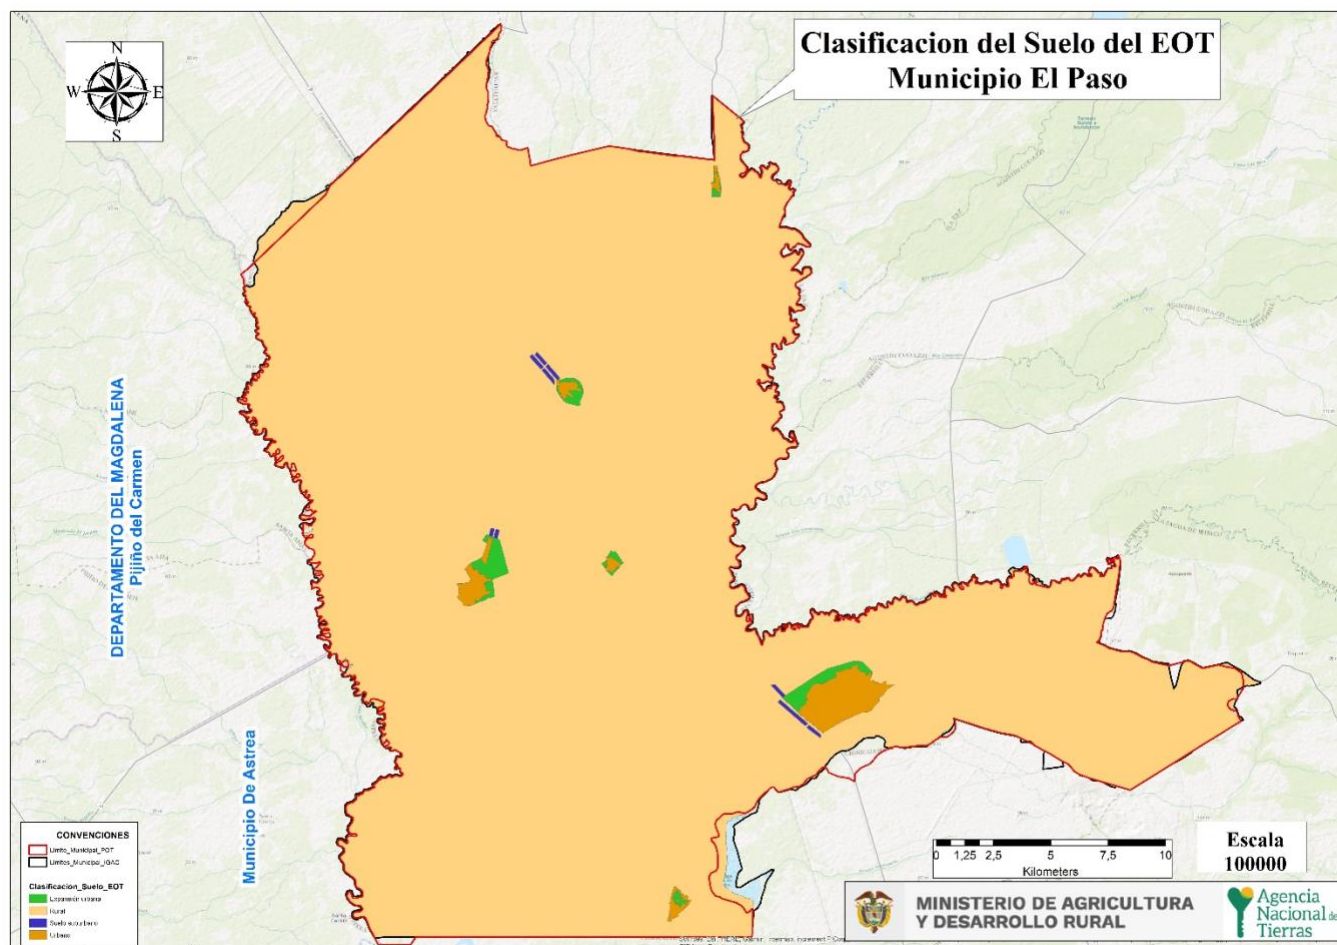 Clasificacion del Suelo del EOT
Municipio El Paso
N
W
E
S
DEPARTAMENTO DEL MAGDALENA
Pijiño del Carmen
Municipio De Astrea
CONVENCIONES
Limite_Municipal_POT
Limites_Municipal_IGAC
Clasificacion_Suelo_EOT
Expansión urbana
Rural
Suelo suburbano
Urbano
0 1,25 2,5 5 7,5 10
Kilometers
Escala
100000
MINISTERIO DE AGRICULTURA
Y DESARROLLO RURAL
Agencia
Nacional de
Tierras